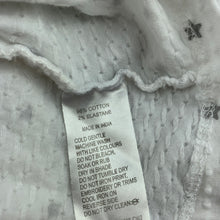 98% COTTON
2% ELASTANE
MADE IN INDIA
COLD GENTLE
MACHINE WASH
WITH LIKE COLOURS
DO NOT BLEACH,
SOAK OR RUB
DRY IN SHADE
DO NOT TUMBLE DRY
DO NOT IRON
EMBROIDERY OR TRIMS
COOL IRON ON
REVERSE SIDE
DO NOT DRY CLEAN